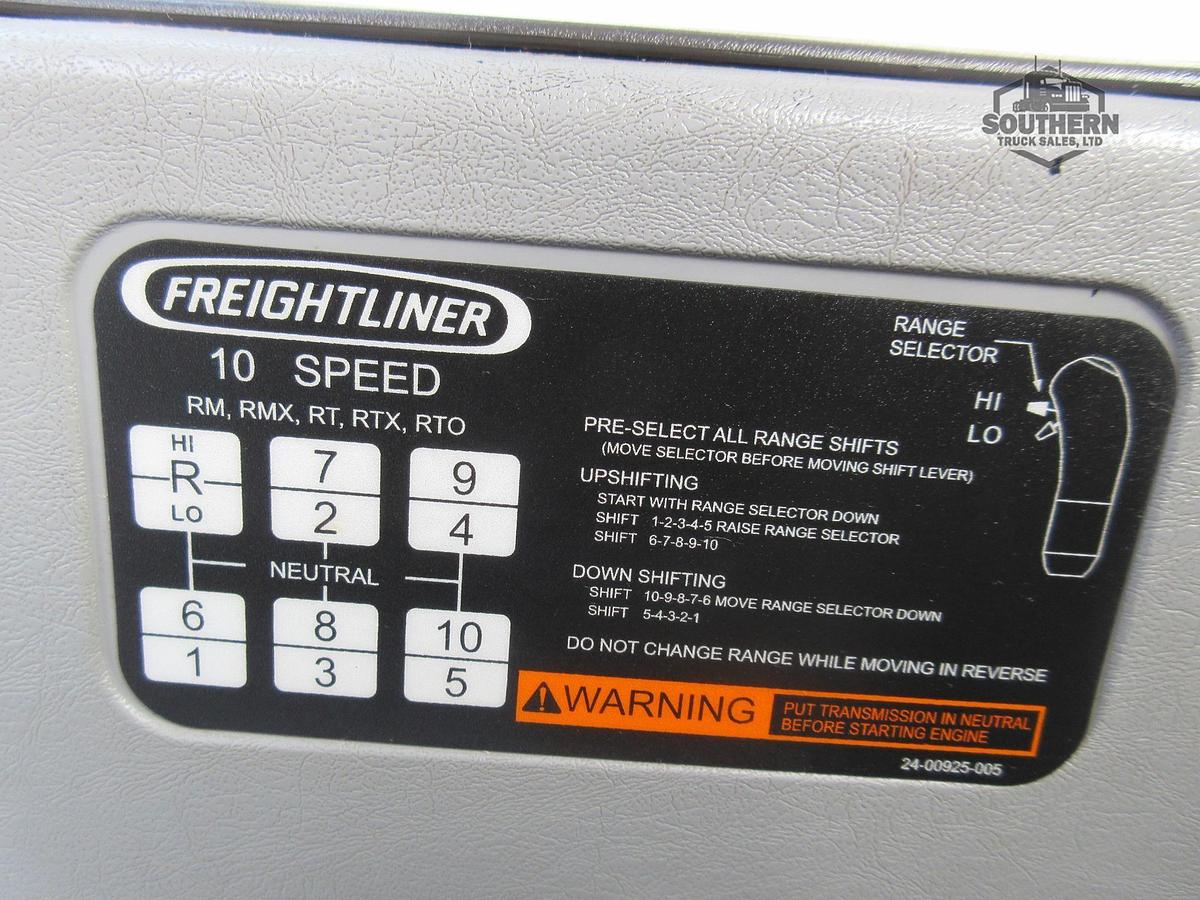 SOUTHERN
TRUCK SALES, LTD
FREIGHTLINER
10 SPEED
RM, RMX, RT, RTX, RTO
HI
R
LO
7
2
9
4
NEUTRAL
6
1
8
3
10
5
RANGE
SELECTOR
HI
LO
PRE-SELECT ALL RANGE SHIFTS
(MOVE SELECTOR BEFORE MOVING SHIFT LEVER)
UPSHIFTING
START WITH RANGE SELECTOR DOWN
SHIFT 1-2-3-4-5 RAISE RANGE SELECTOR
SHIFT 6-7-8-9-10
DOWN SHIFTING
SHIFT 10-9-8-7-6 MOVE RANGE SELECTOR DOWN
SHIFT 5-4-3-2-1
DO NOT CHANGE RANGE WHILE MOVING IN REVERSE
WARNING
PUT TRANSMISSION IN NEUTRAL
BEFORE STARTING ENGINE
24-00925-005